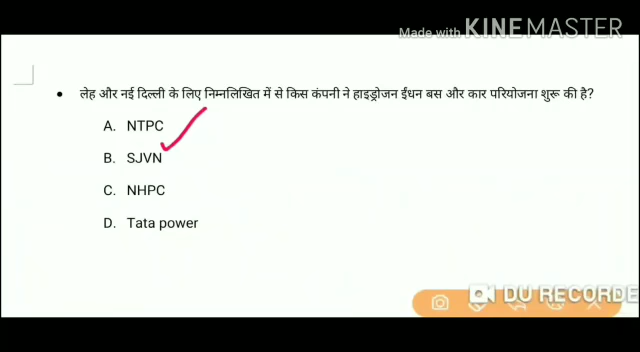 Made with KINEMASTER
लेह और नई दिल्ली के लिए निम्नलिखित में से किस कंपनी ने हाइड्रोजन ईंधन बस और कार परियोजना शुरू की है?
A. NTPC
B. SJVN
C. NHPC
D. Tata power
DU RECORDE